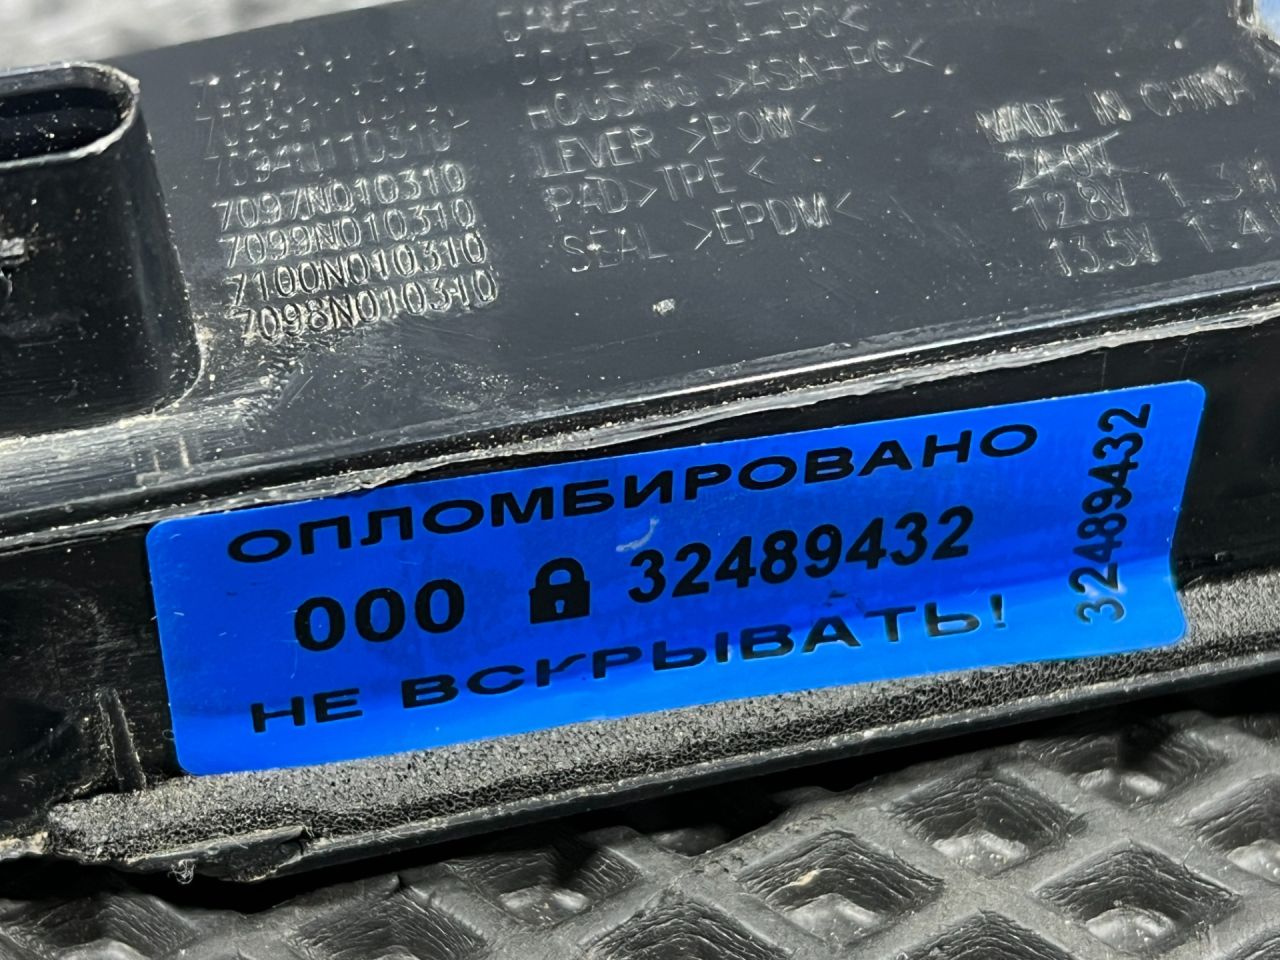 7097N010310
7099N010310
7100N010310
7098N010310
HOUSING >ASA+PC<
LEVER >POM<
PAD>TPE<
SEAL >EPDM<
MADE IN CHINA
12.8V
13.5V
ОПЛОМБИРОВАНО
000 32489432
НЕ ВСКРЫВАТЬ!
32489432